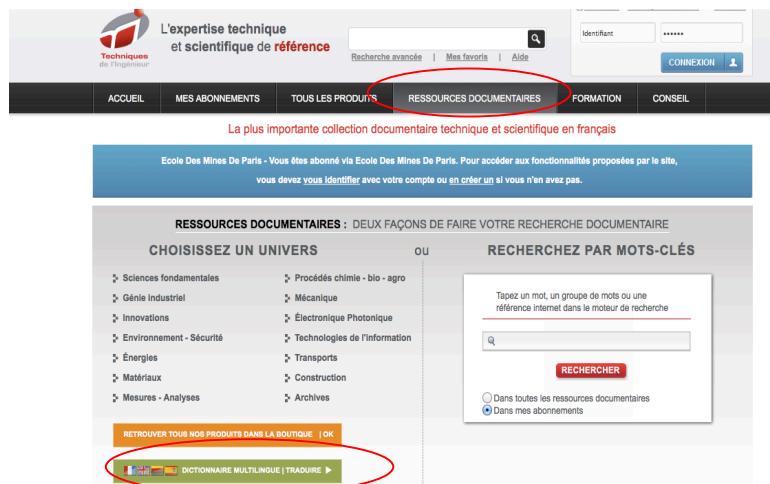 L'expertise technique
et scientifique de référence
Techniques
de l'Ingénieur
Recherche avancée | Mes favoris | Aide
Identifiant
••••••
CONNEXION
ACCUEIL MES ABONNEMENTS TOUS LES PRODUITS RESSOURCES DOCUMENTAIRES FORMATION CONSEIL
La plus importante collection documentaire technique et scientifique en français
Ecole Des Mines De Paris - Vous êtes abonné via Ecole Des Mines De Paris. Pour accéder aux fonctionnalités proposées par le site,
vous devez vous identifier avec votre compte ou en créer un si vous n'en avez pas.
RESSOURCES DOCUMENTAIRES : DEUX FAÇONS DE FAIRE VOTRE RECHERCHE DOCUMENTAIRE
CHOISISSEZ UN UNIVERS ou RECHERCHEZ PAR MOTS-CLÉS
Sciences fondamentales
Génie industriel
Innovations
Environnement - Sécurité
Énergies
Matériaux
Mesures - Analyses
Procédés chimie - bio - agro
Mécanique
Électronique Photonique
Technologies de l'information
Transports
Construction
Archives
Tapez un mot, un groupe de mots ou une
référence internet dans le moteur de recherche
RECHERCHER
Dans toutes les ressources documentaires
Dans mes abonnements
RETROUVER TOUS NOS PRODUITS DANS LA BOUTIQUE | OK
DICTIONNAIRE MULTILINGUE | TRADUIRE